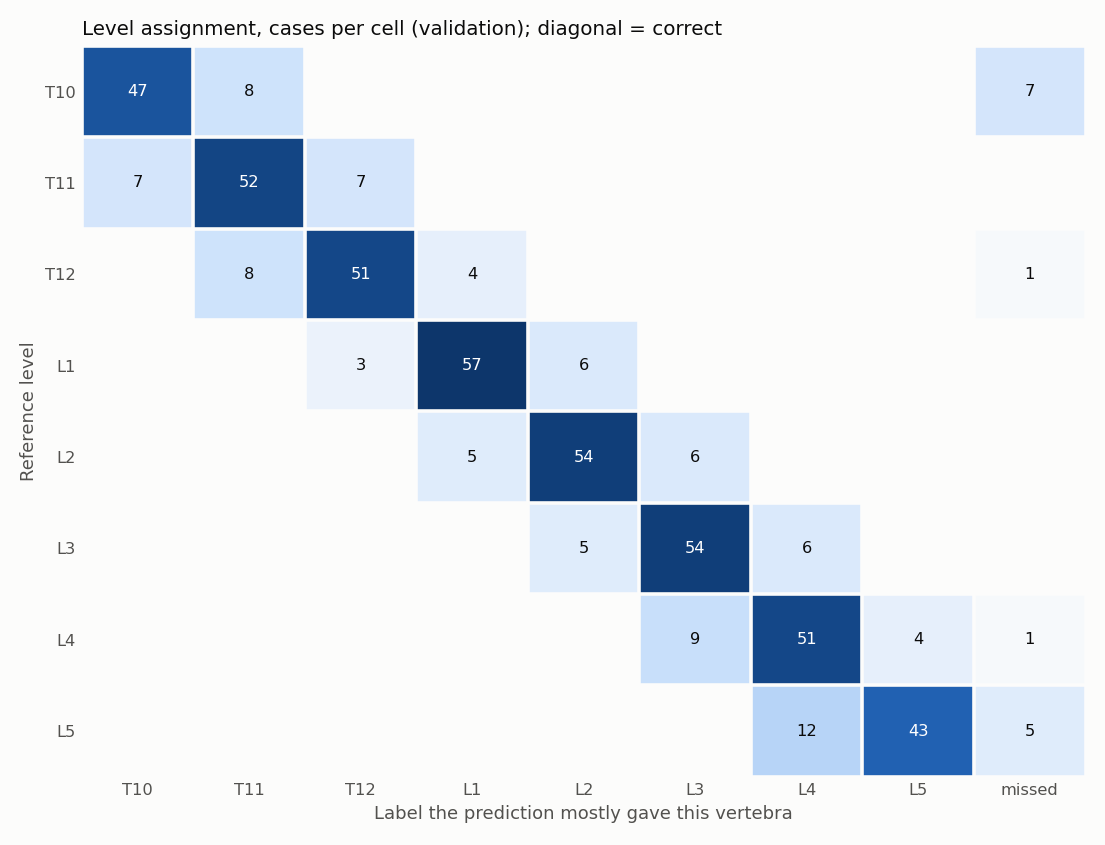 Level assignment, cases per cell (validation); diagonal = correct
T10 47 8 7
T11 7 52 7
T12 8 51 4 1
L1 3 57 6
L2 5 54 6
L3 5 54 6
L4 9 51 4 1
L5 12 43 5
T10 T11 T12 L1 L2 L3 L4 L5 missed
Label the prediction mostly gave this vertebra
Reference level